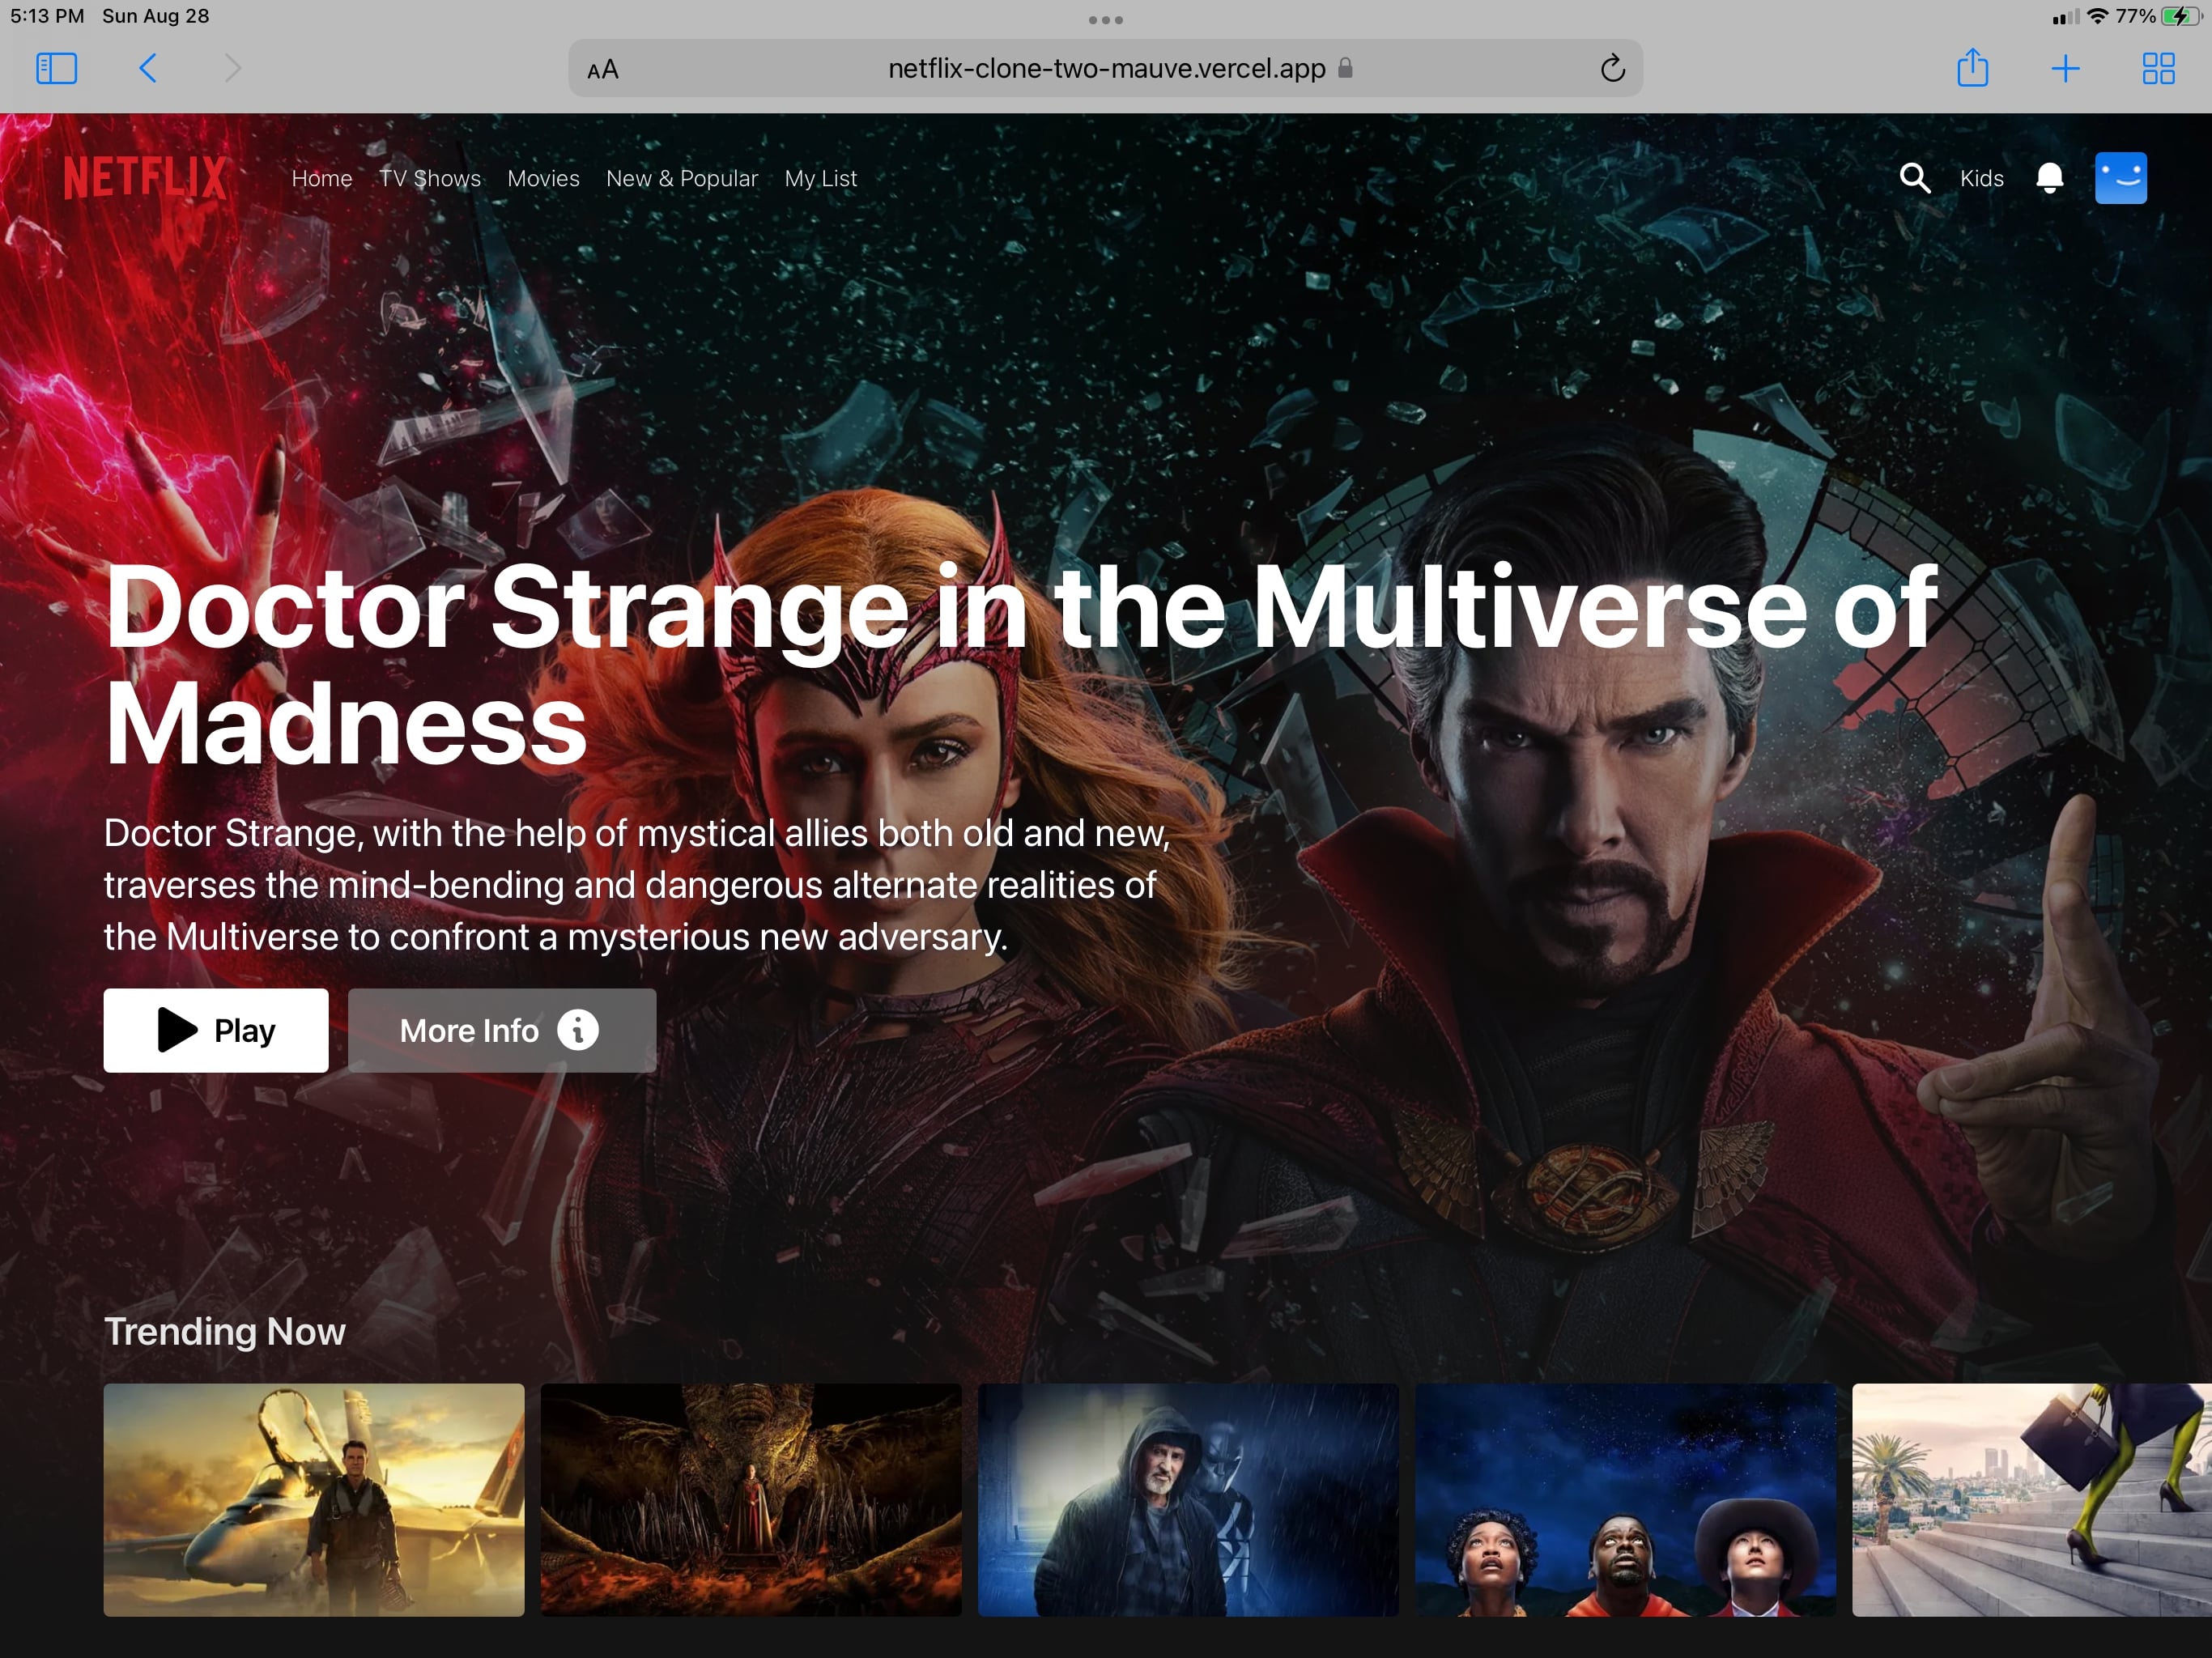 5:13 PM Sun Aug 28
77%
AA
netflix-clone-two-mauve.vercel.app
NETFLIX
Home TV Shows Movies New & Popular My List
Kids
Doctor Strange in the Multiverse of
Madness
Doctor Strange, with the help of mystical allies both old and new,
traverses the mind-bending and dangerous alternate realities of
the Multiverse to confront a mysterious new adversary.
Play
More Info
Trending Now